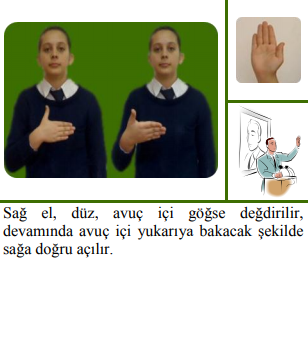 Sağ el, düz, avuç içi göğse değdirilir,
devamında avuç içi yukarıya bakacak şekilde
sağa doğru açılır.